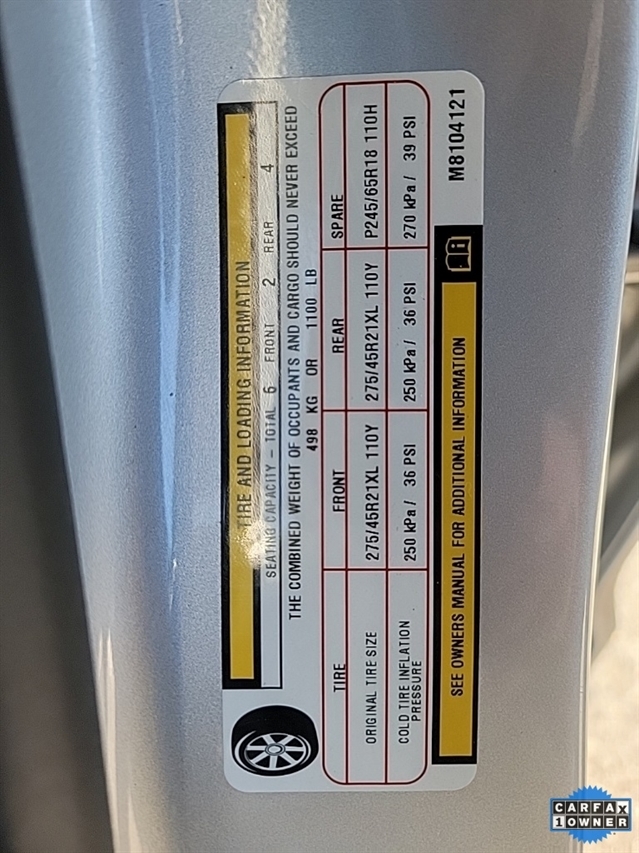 TIRE AND LOADING INFORMATION
SEATING CAPACITY - TOTAL 6 FRONT 2 REAR 4
THE COMBINED WEIGHT OF OCCUPANTS AND CARGO SHOULD NEVER EXCEED
498 KG OR 1100 LB
TIRE FRONT REAR SPARE
ORIGINAL TIRE SIZE 275/45R21XL 110Y 275/45R21XL 110Y P245/65R18 110H
COLD TIRE INFLATION
PRESSURE 250 kPa / 36 PSI 250 kPa / 36 PSI 270 kPa / 39 PSI
SEE OWNERS MANUAL FOR ADDITIONAL INFORMATION
M8104121
CARFAX
1 OWNER